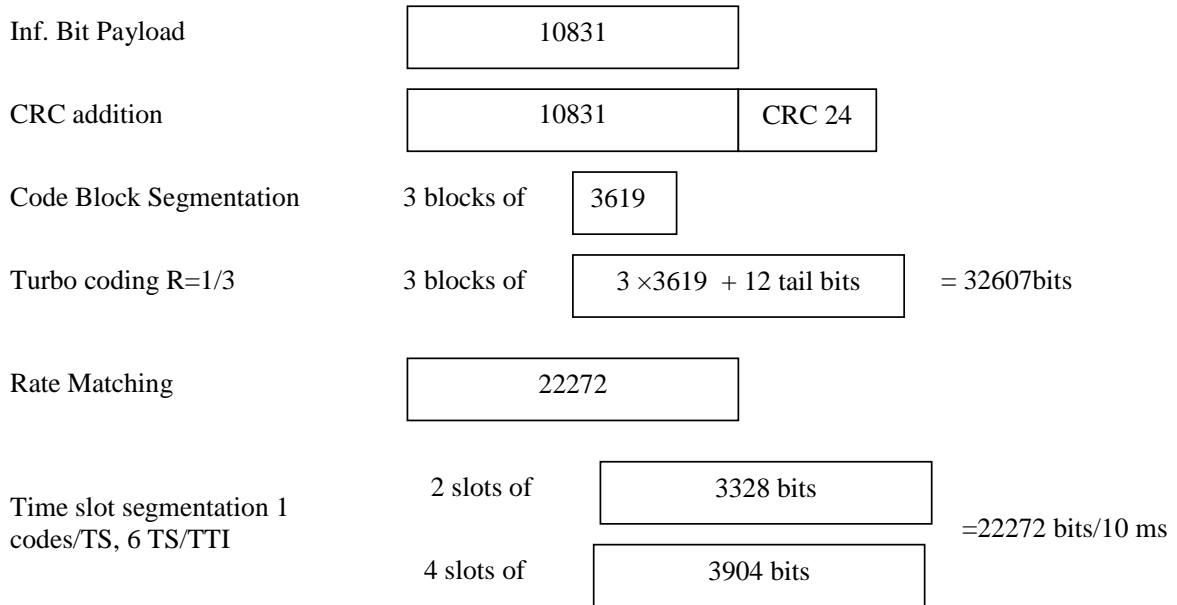 Inf. Bit Payload 10831
CRC addition 10831 CRC 24
Code Block Segmentation 3 blocks of 3619
Turbo coding R=1/3 3 blocks of 3 ×3619 + 12 tail bits = 32607bits
Rate Matching 22272
2 slots of 3328 bits
Time slot segmentation 1
codes/TS, 6 TS/TTI
=22272 bits/10 ms
4 slots of 3904 bits